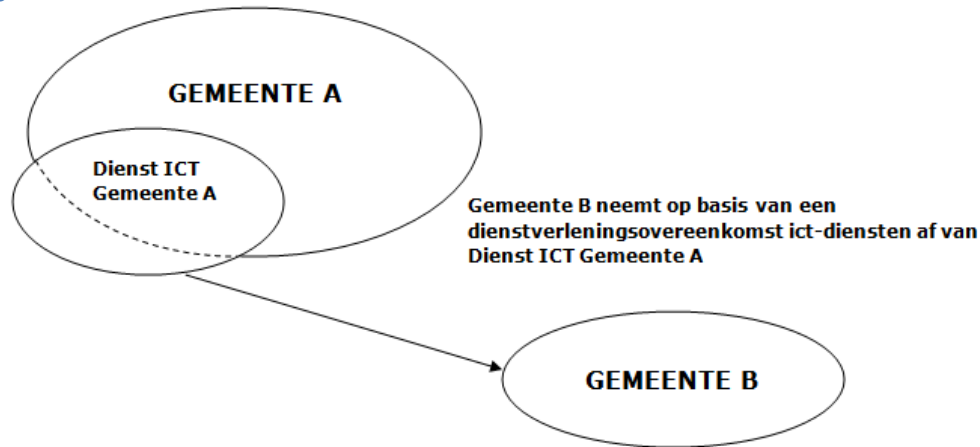 GEMEENTE A
Dienst ICT
Gemeente A
Gemeente B neemt op basis van een
dienstverleningsovereenkomst ict-diensten af van
Dienst ICT Gemeente A
GEMEENTE B